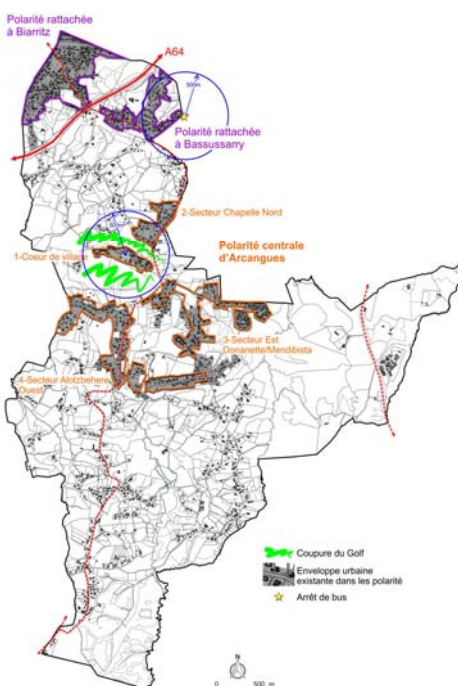 Polarité rattachée
à Biarritz
A64
500m
Polarité rattachée
à Bassussarry
2-Secteur Chapelle Nord
1-Coeur de village
Polarité centrale
d'Arcangues
3-Secteur Est
Donanette/Mendibista
4-Secteur Alotzbehere
Ouest
Coupure du Golf
Enveloppe urbaine
existante dans les polarité
Arrêt de bus
N
0 500 m